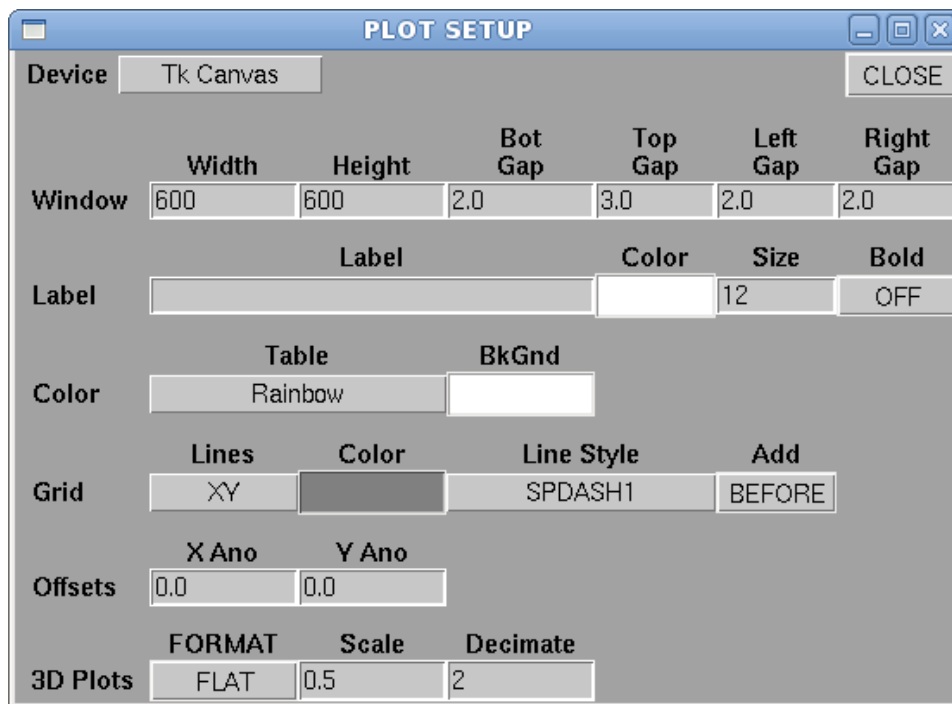 PLOT SETUP
Device Tk Canvas CLOSE
Bot Top Left Right
Width Height Gap Gap Gap Gap
Window 600 600 2.0 3.0 2.0 2.0
Label Color Size Bold
Label 12 OFF
Table BkGnd
Color Rainbow
Lines Color Line Style Add
Grid XY SPDASH1 BEFORE
X Ano Y Ano
Offsets 0.0 0.0
FORMAT Scale Decimate
3D Plots FLAT 0.5 2